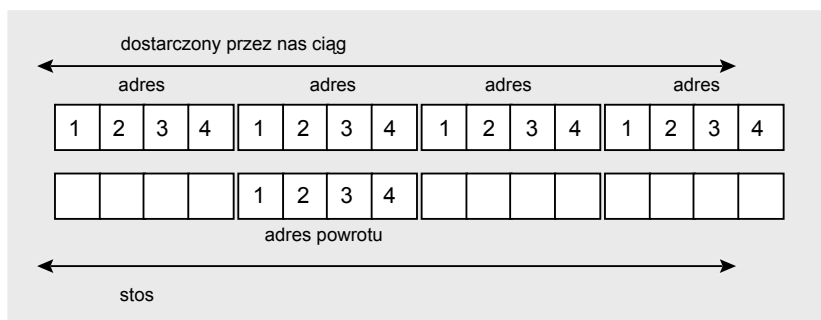 dostarczony przez nas ciąg
adres adres adres adres
1 2 3 4 1 2 3 4 1 2 3 4 1 2 3 4
1 2 3 4
adres powrotu
stos